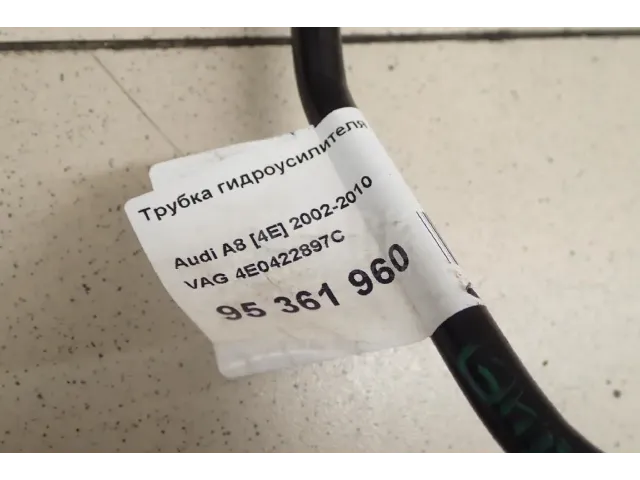 Трубка гидроусилителя
Audi A8 [4E] 2002-2010
VAG 4E0422897C
95 361 960